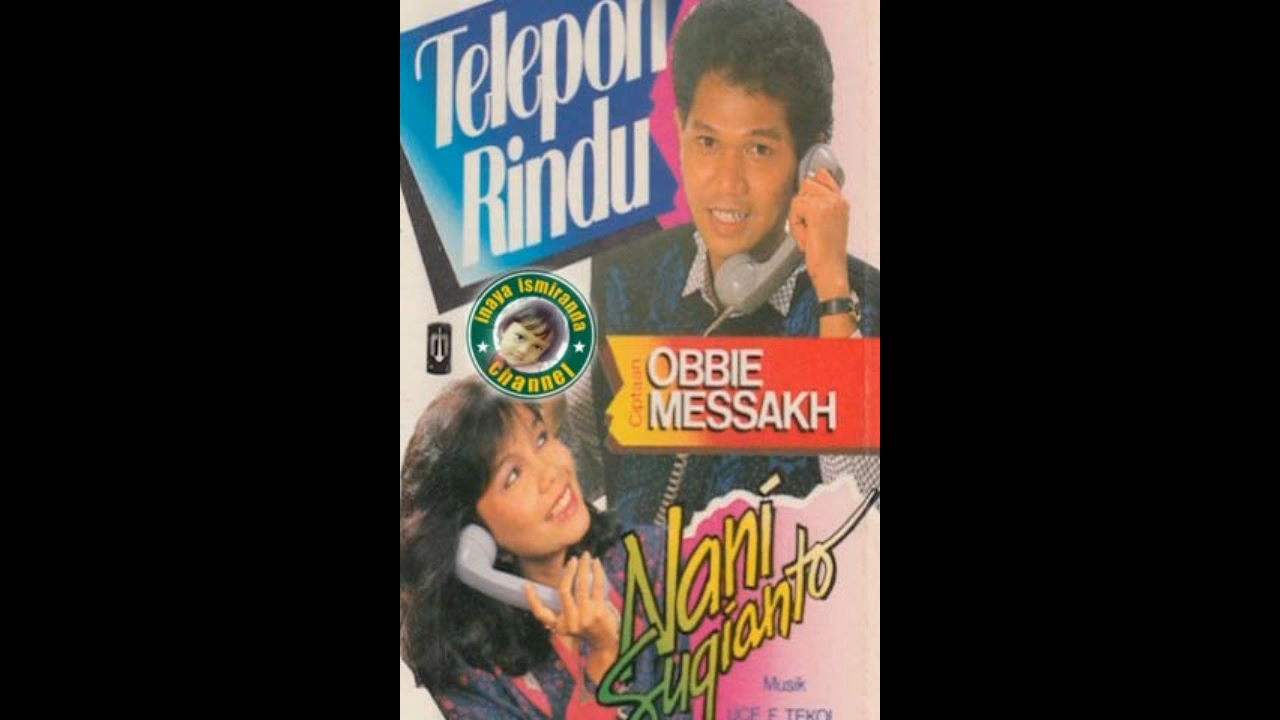 Telepon
Rindu
inaya ismiranda
channel
Ciptaan
OBBIE
MESSAKH
Nani
Sugianto
Musik